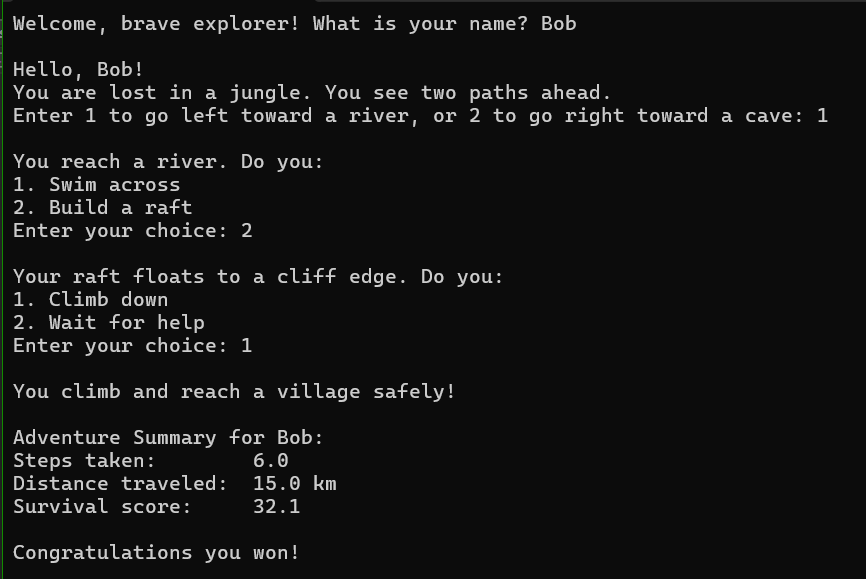 Welcome, brave explorer! What is your name? Bob
Hello, Bob!
You are lost in a jungle. You see two paths ahead.
Enter 1 to go left toward a river, or 2 to go right toward a cave: 1
You reach a river. Do you:
1. Swim across
2. Build a raft
Enter your choice: 2
Your raft floats to a cliff edge. Do you:
1. Climb down
2. Wait for help
Enter your choice: 1
You climb and reach a village safely!
Adventure Summary for Bob:
Steps taken:        6.0
Distance traveled:  15.0 km
Survival score:     32.1
Congratulations you won!